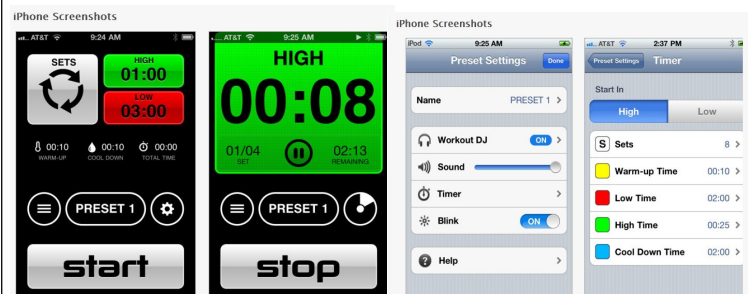 iPhone Screenshots
AT&T 9:24 AM
SETS
HIGH
01:00
LOW
03:00
00:10 00:10 00:00
WARM-UP COOL DOWN TOTAL TIME
PRESET 1
start
AT&T 9:25 AM
HIGH
00:08
01/04 02:13
SET REMAINING
PRESET 1
stop
iPhone Screenshots
iPod 9:25 AM
Preset Settings Done
Name PRESET 1
Workout DJ ON
Sound
Timer
Blink ON
Help
AT&T 2:37 PM
Preset Settings Timer
Start In
High Low
S Sets 8
Warm-up Time 00:10
Low Time 02:00
High Time 00:25
Cool Down Time 02:00